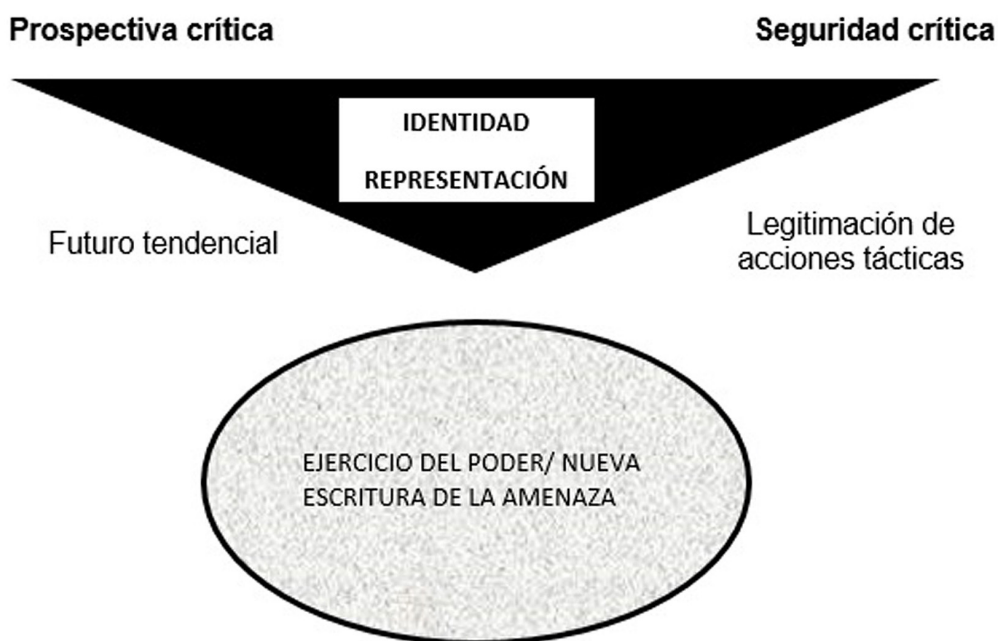 Prospectiva crítica
Seguridad crítica
IDENTIDAD
REPRESENTACIÓN
Futuro tendencial
Legitimación de
acciones tácticas
EJERCICIO DEL PODER/ NUEVA
ESCRITURA DE LA AMENAZA